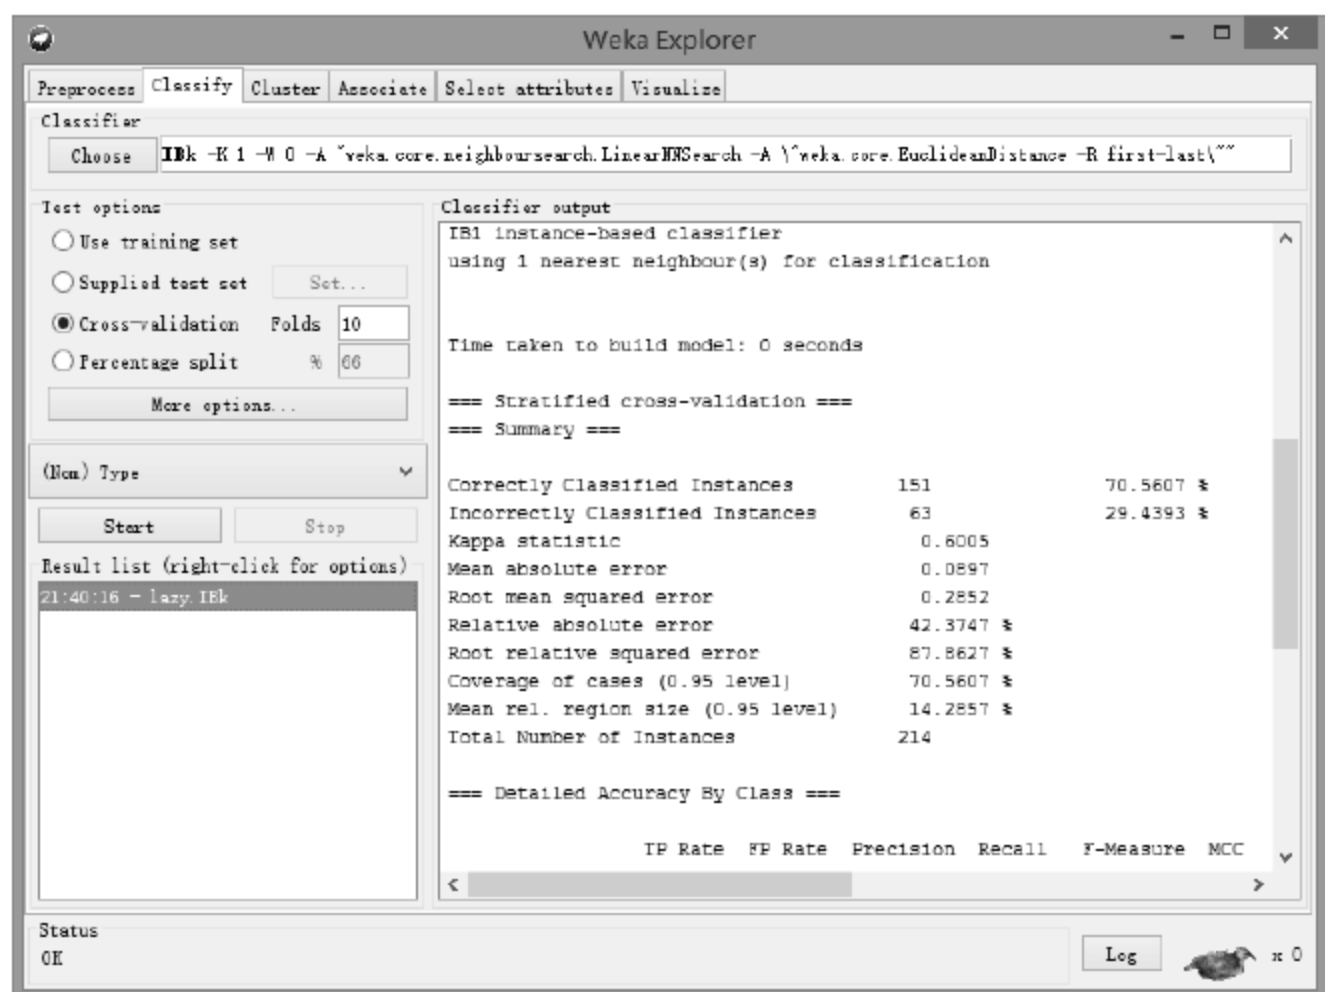 Weka Explorer
Preprocess Classify Cluster Associate Select attributes Visualize
Classifier
Choose IBk -K 1 -W 0 -A "weka.core.neighboursearch.LinearNNSearch -A \"weka.core.EuclideanDistance -R first-last\""
Test options
Use training set
Supplied test set Set...
Cross-validation Folds 10
Percentage split % 66
More options...
(Nom) Type
Start Stop
Result list (right-click for options)
21:40:16 - lazy.IBk
Classifier output
IB1 instance-based classifier
using 1 nearest neighbour(s) for classification
Time taken to build model: 0 seconds
=== Stratified cross-validation ===
=== Summary ===
Correctly Classified Instances 151 70.5607 %
Incorrectly Classified Instances 63 29.4393 %
Kappa statistic 0.6005
Mean absolute error 0.0897
Root mean squared error 0.2852
Relative absolute error 42.3747 %
Root relative squared error 87.8627 %
Coverage of cases (0.95 level) 70.5607 %
Mean rel. region size (0.95 level) 14.2857 %
Total Number of Instances 214
=== Detailed Accuracy By Class ===
TP Rate FP Rate Precision Recall F-Measure MCC
Status
OK
Log x 0